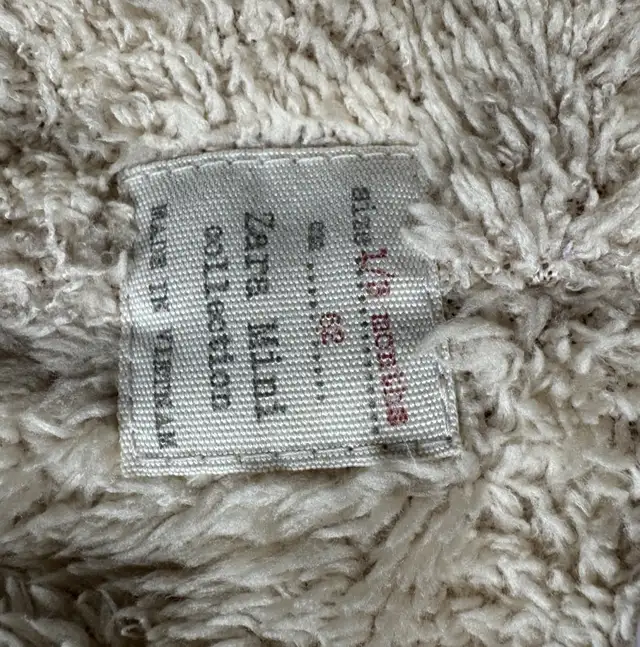 size 1/3 months
cm 62
Zara Mini
collection
MADE IN VIETNAM